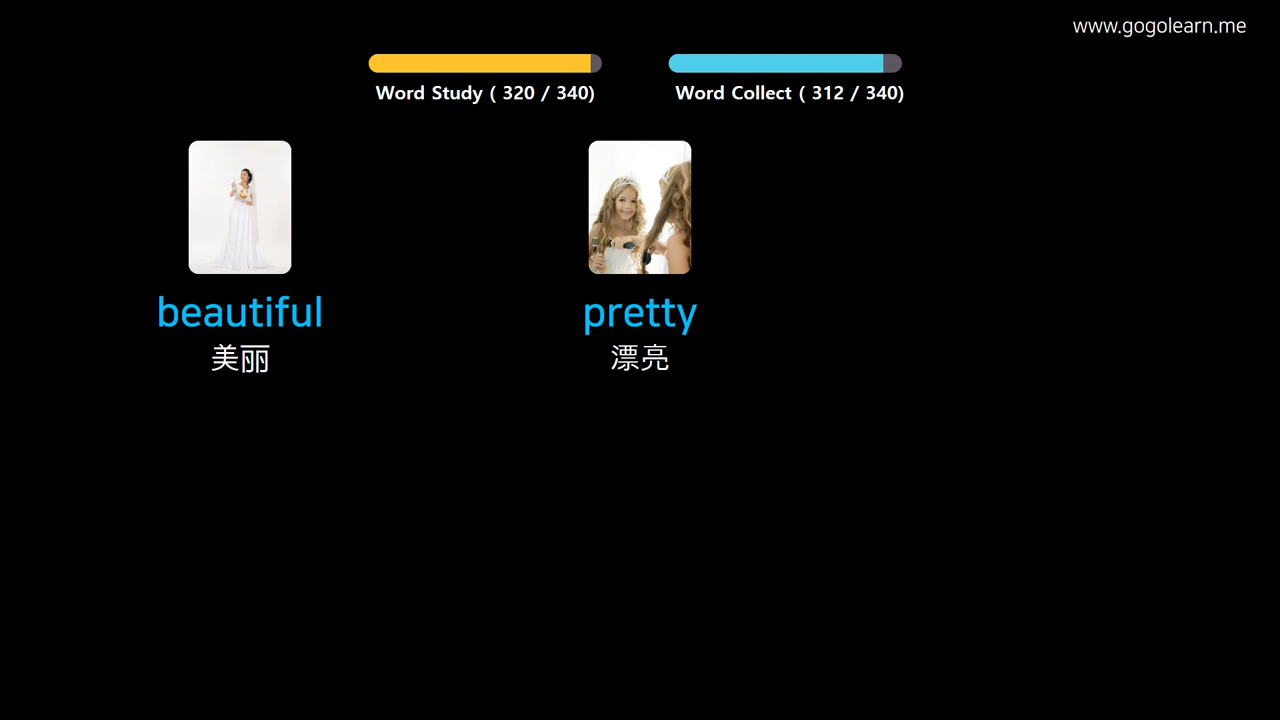 www.gogolearn.me
Word Study ( 320 / 340)
Word Collect ( 312 / 340)
beautiful
美丽
pretty
漂亮